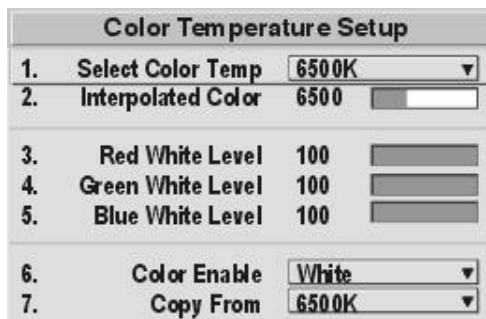 Color Temperature Setup
1. Select Color Temp 6500K
2. Interpolated Color 6500
3. Red White Level 100
4. Green White Level 100
5. Blue White Level 100
6. Color Enable White
7. Copy From 6500K